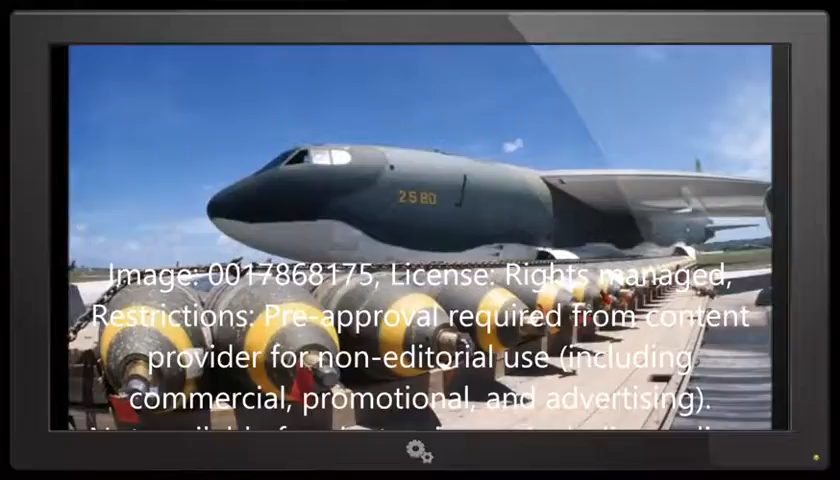 2580
Image: 0017868175, License: Rights managed,
Restrictions: Pre-approval required from content
provider for non-editorial use (including
commercial, promotional, and advertising).